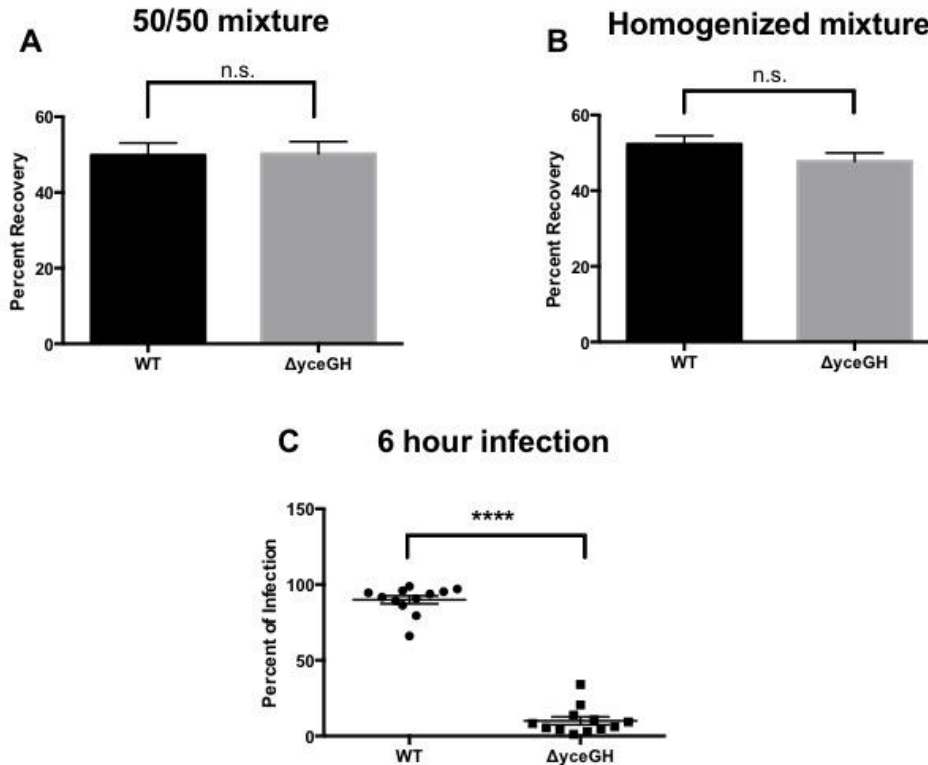 A
50/50 mixture
n.s.
60
40
20
0
Percent Recovery
WT
ΔyceGH
B
Homogenized mixture
n.s.
60
40
20
0
Percent Recovery
WT
ΔyceGH
C
6 hour infection
****
150
100
50
0
Percent of Infection
WT
ΔyceGH